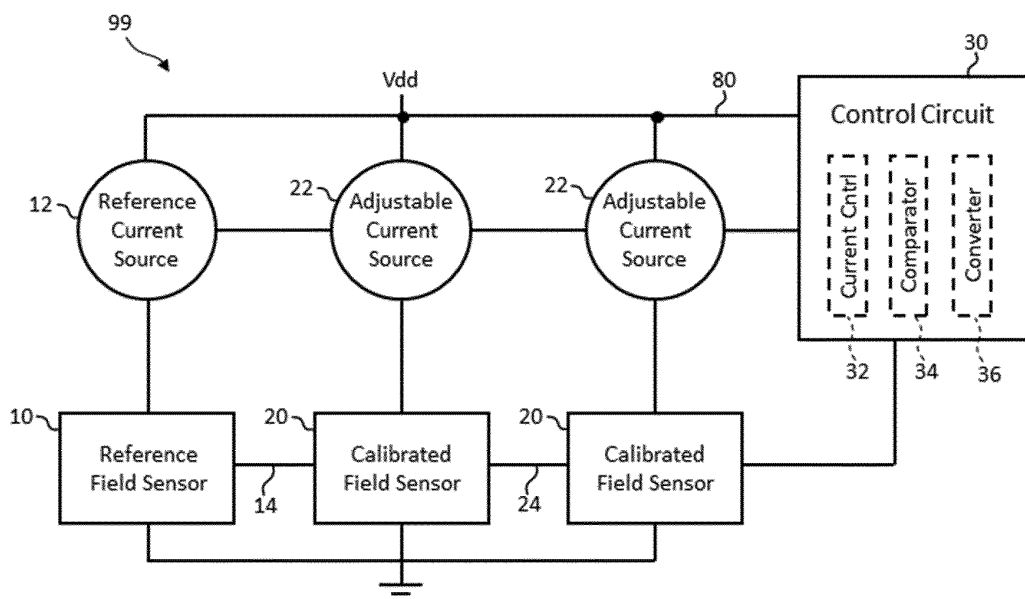 99
Vdd
80
30
Control Circuit
12
Reference
Current
Source
22
Adjustable
Current
Source
22
Adjustable
Current
Source
Current Cntrl
Comparator
Converter
32
34
36
10
Reference
Field Sensor
14
20
Calibrated
Field Sensor
24
20
Calibrated
Field Sensor